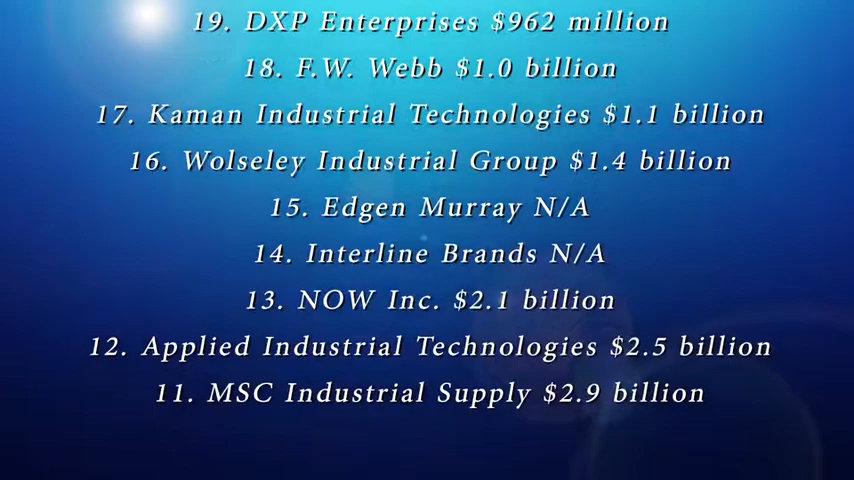 19. DXP Enterprises $962 million
18. F.W. Webb $1.0 billion
17. Kaman Industrial Technologies $1.1 billion
16. Wolseley Industrial Group $1.4 billion
15. Edgen Murray N/A
14. Interline Brands N/A
13. NOW Inc. $2.1 billion
12. Applied Industrial Technologies $2.5 billion
11. MSC Industrial Supply $2.9 billion